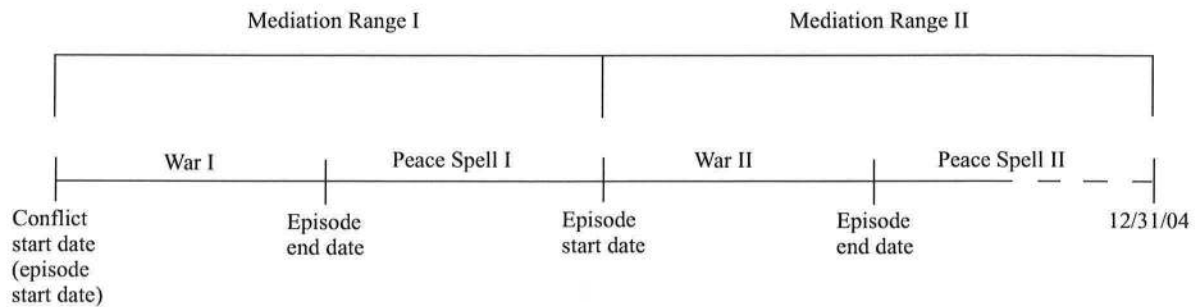 Mediation Range I
Mediation Range II
War I
Peace Spell I
War II
Peace Spell II
Conflict
start date
(episode
start date)
Episode
end date
Episode
start date
Episode
end date
12/31/04